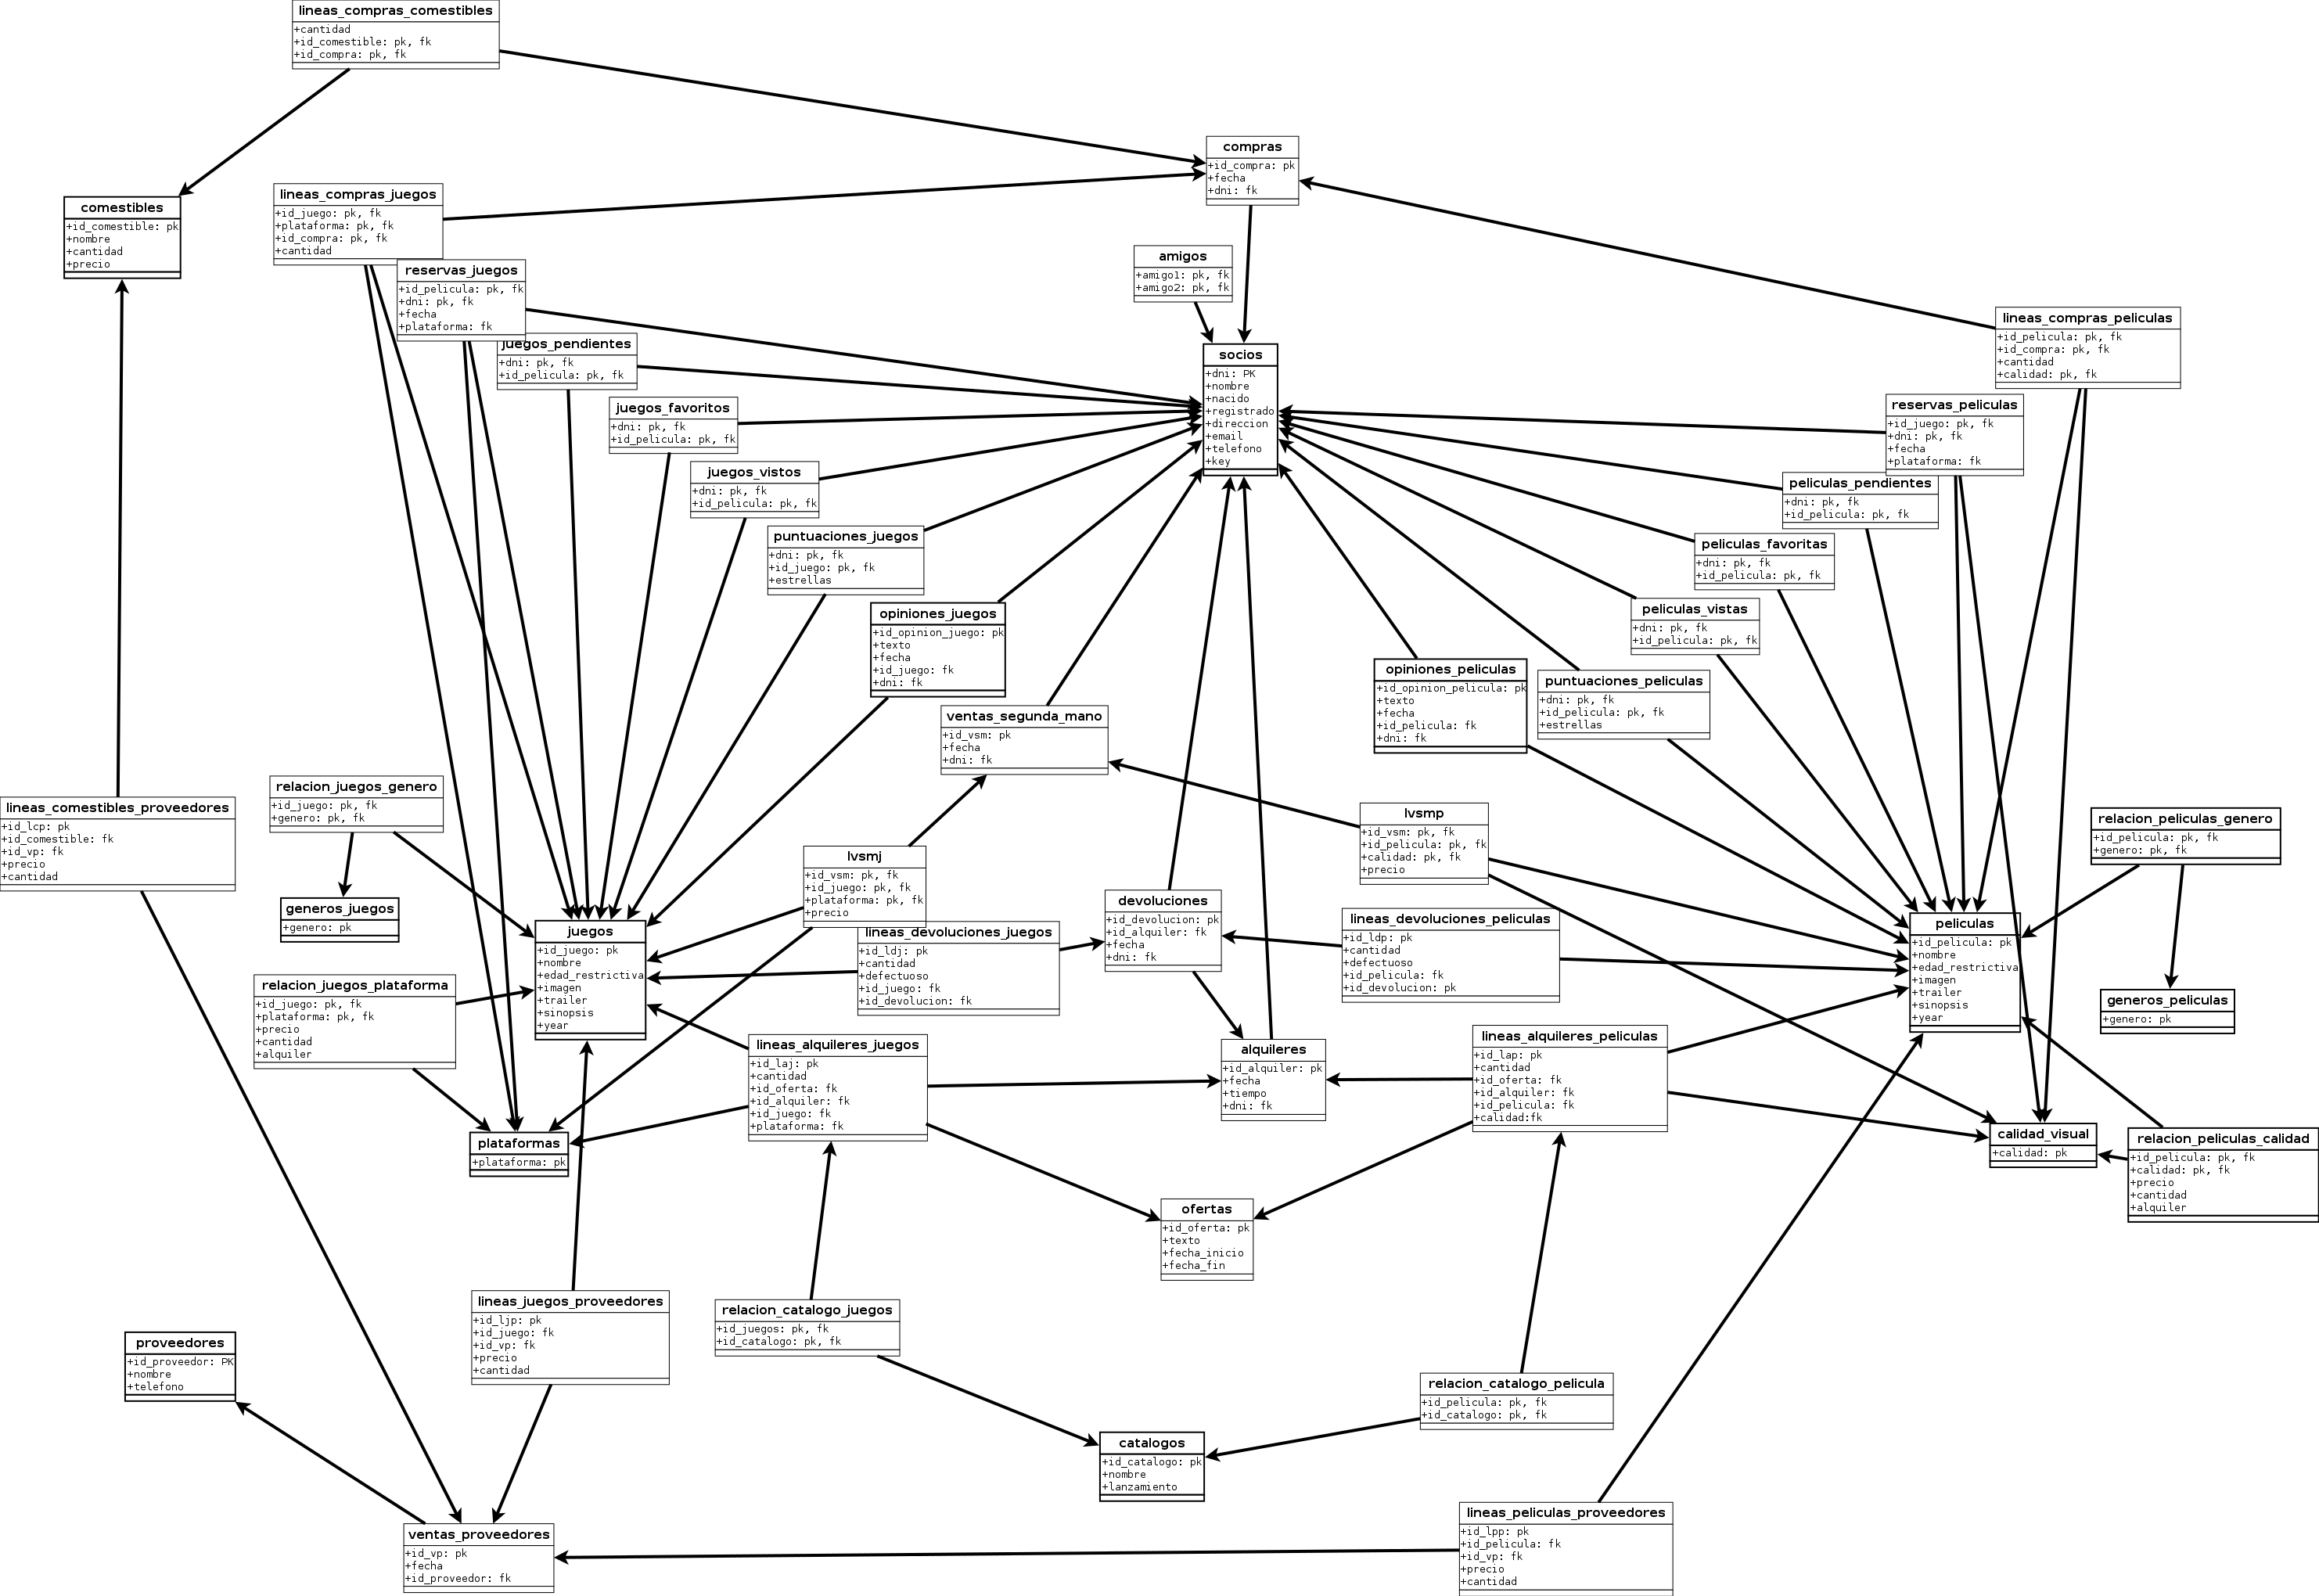 lineas_compras_comestibles
+cantidad
+id_comestible: pk, fk
+id_compra: pk, fk
compras
+id_compra: pk
+fecha
+dni: fk
comestibles
+id_comestible: pk
+nombre
+cantidad
+precio
lineas_compras_juegos
+id_juego: pk, fk
+plataforma: pk, fk
+id_compra: pk, fk
+cantidad
reservas_juegos
+id_pelicula: pk, fk
+dni: pk, fk
+fecha
+plataforma: fk
amigos
+amigo1: pk, fk
+amigo2: pk, fk
lineas_compras_peliculas
+id_pelicula: pk, fk
+id_compra: pk, fk
+cantidad
+calidad: pk, fk
juegos_pendientes
+dni: pk, fk
+id_pelicula: pk, fk
socios
+dni: PK
+nombre
+nacido
+registrado
+direccion
+email
+telefono
+key
juegos_favoritos
+dni: pk, fk
+id_pelicula: pk, fk
reservas_peliculas
+id_juego: pk, fk
+dni: pk, fk
+fecha
+plataforma: fk
juegos_vistos
+dni: pk, fk
+id_pelicula: pk, fk
peliculas_pendientes
+dni: pk, fk
+id_pelicula: pk, fk
puntuaciones_juegos
+dni: pk, fk
+id_juego: pk, fk
+estrellas
peliculas_favoritas
+dni: pk, fk
+id_pelicula: pk, fk
opiniones_juegos
+id_opinion_juego: pk
+texto
+fecha
+id_juego: fk
+dni: fk
peliculas_vistas
+dni: pk, fk
+id_pelicula: pk, fk
opiniones_peliculas
+id_opinion_pelicula: pk
+texto
+fecha
+id_pelicula: fk
+dni: fk
puntuaciones_peliculas
+dni: pk, fk
+id_pelicula: pk, fk
+estrellas
ventas_segunda_mano
+id_vsm: pk
+fecha
+dni: fk
relacion_juegos_genero
+id_juego: pk, fk
+genero: pk, fk
lineas_comestibles_proveedores
+id_lcp: pk
+id_comestible: fk
+id_vp: fk
+precio
+cantidad
lvsmp
+id_vsm: pk, fk
+id_pelicula: pk, fk
+calidad: pk, fk
+precio
relacion_peliculas_genero
+id_pelicula: pk, fk
+genero: pk, fk
lvsmj
+id_vsm: pk, fk
+id_juego: pk, fk
+plataforma: pk, fk
+precio
generos_juegos
+genero: pk
devoluciones
+id_devolucion: pk
+id_alquiler: fk
+fecha
+dni: fk
lineas_devoluciones_peliculas
+id_ldp: pk
+cantidad
+defectuoso
+id_pelicula: fk
+id_devolucion: pk
juegos
+id_juego: pk
+nombre
+edad_restrictiva
+imagen
+trailer
+sinopsis
+year
lineas_devoluciones_juegos
+id_ldj: pk
+cantidad
+defectuoso
+id_juego: fk
+id_devolucion: fk
peliculas
+id_pelicula: pk
+nombre
+edad_restrictiva
+imagen
+trailer
+sinopsis
+year
relacion_juegos_plataforma
+id_juego: pk, fk
+plataforma: pk, fk
+precio
+cantidad
+alquiler
generos_peliculas
+genero: pk
lineas_alquileres_juegos
+id_laj: pk
+cantidad
+id_oferta: fk
+id_alquiler: fk
+id_juego: fk
+plataforma: fk
alquileres
+id_alquiler: pk
+fecha
+tiempo
+dni: fk
lineas_alquileres_peliculas
+id_lap: pk
+cantidad
+id_oferta: fk
+id_alquiler: fk
+id_pelicula: fk
+calidad:fk
plataformas
+plataforma: pk
calidad_visual
+calidad: pk
relacion_peliculas_calidad
+id_pelicula: pk, fk
+calidad: pk, fk
+precio
+cantidad
+alquiler
ofertas
+id_oferta: pk
+texto
+fecha_inicio
+fecha_fin
lineas_juegos_proveedores
+id_ljp: pk
+id_juego: fk
+id_vp: fk
+precio
+cantidad
relacion_catalogo_juegos
+id_juegos: pk, fk
+id_catalogo: pk, fk
proveedores
+id_proveedor: PK
+nombre
+telefono
relacion_catalogo_pelicula
+id_pelicula: pk, fk
+id_catalogo: pk, fk
catalogos
+id_catalogo: pk
+nombre
+lanzamiento
lineas_peliculas_proveedores
+id_lpp: pk
+id_pelicula: fk
+id_vp: fk
+precio
+cantidad
ventas_proveedores
+id_vp: pk
+fecha
+id_proveedor: fk